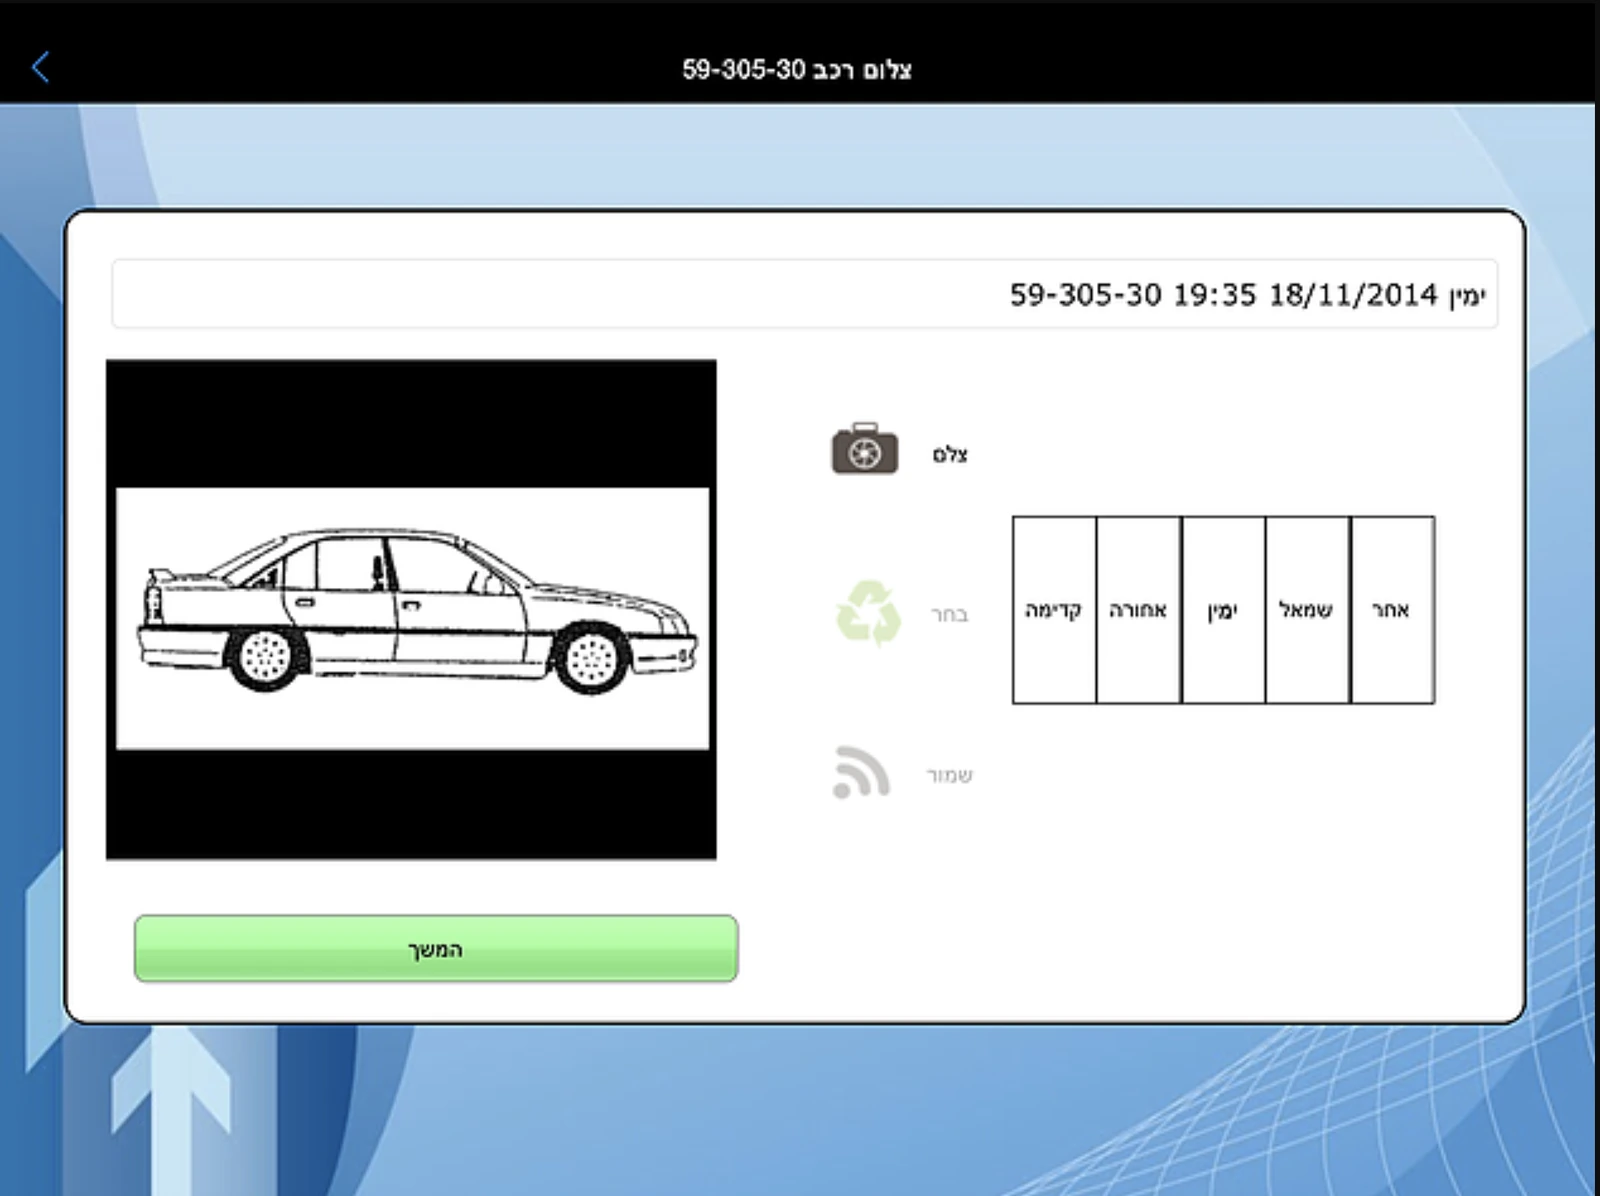 צלום רכב 59-305-30
ימין 18/11/2014 19:35 59-305-30
צלם
בחר
שמור
אחר
שמאל
ימין
אחורה
קדימה
המשך